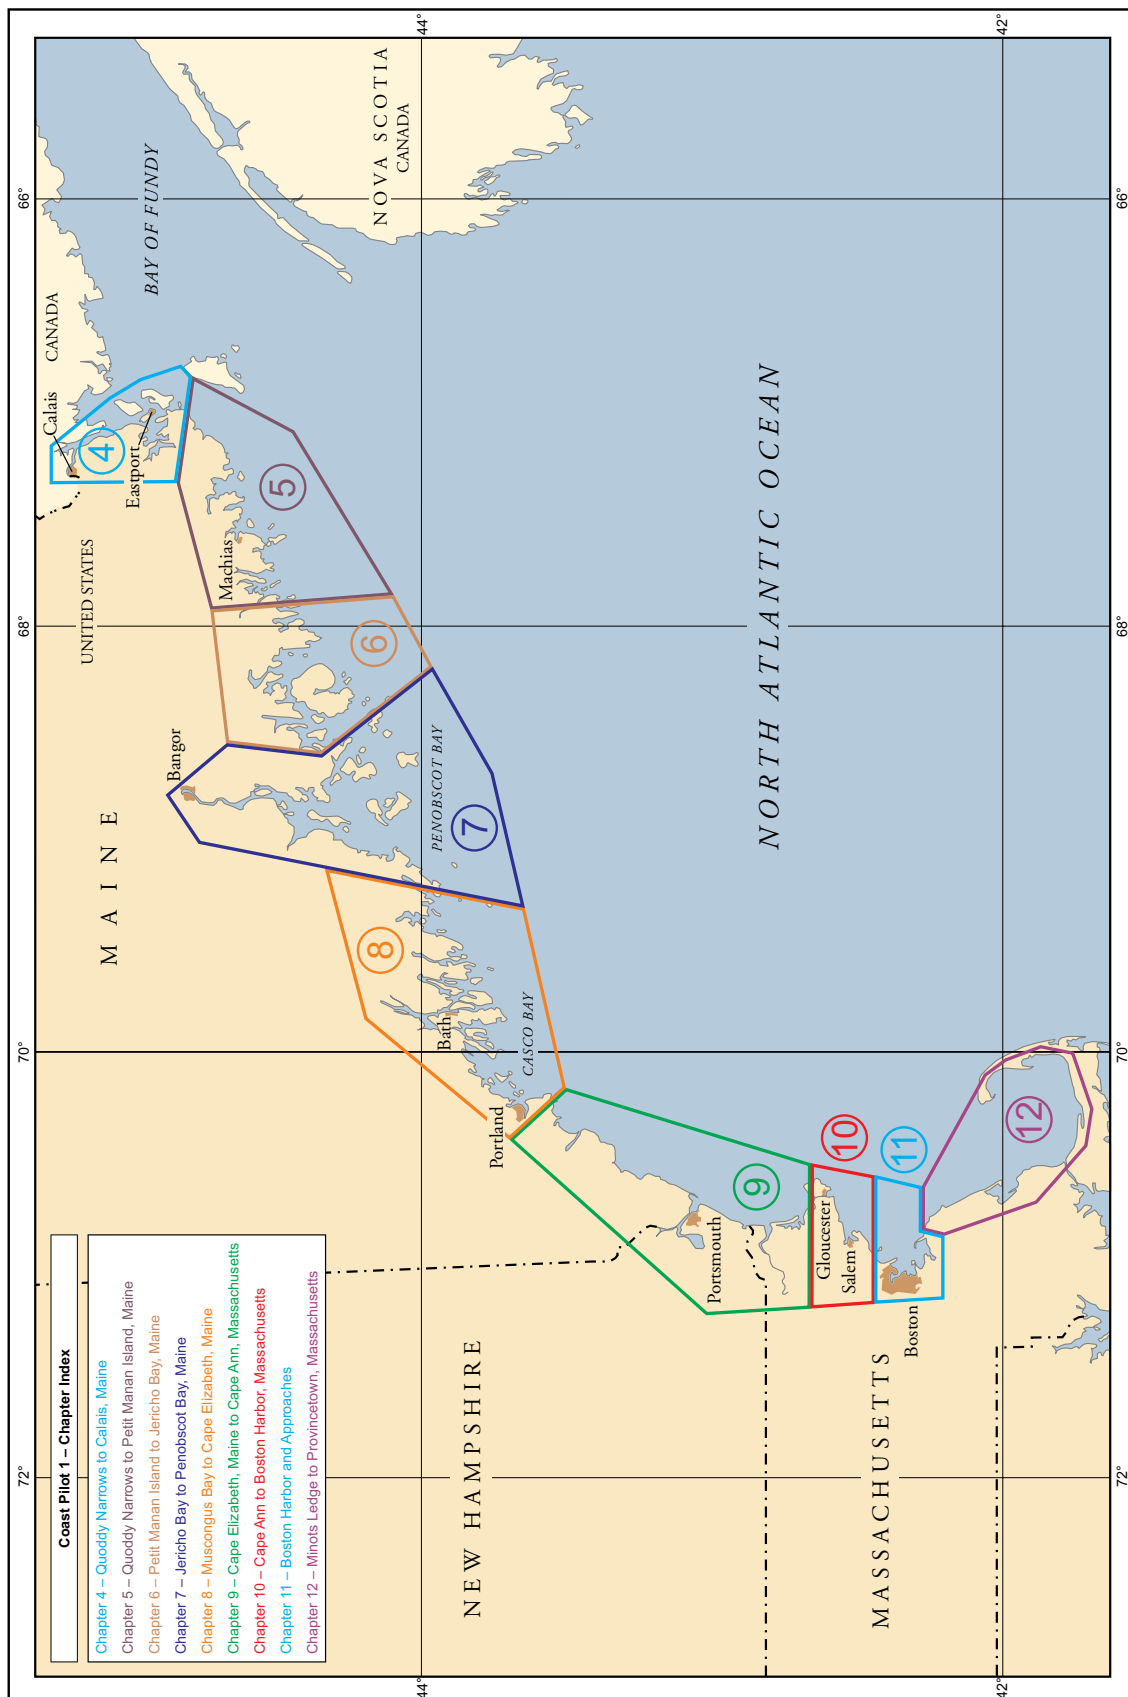 Coast Pilot 1 – Chapter Index
Chapter 4 – Quoddy Narrows to Calais, Maine
Chapter 5 – Quoddy Narrows to Petit Manan Island, Maine
Chapter 6 – Petit Manan Island to Jericho Bay, Maine
Chapter 7 – Jericho Bay to Penobscot Bay, Maine
Chapter 8 – Muscongus Bay to Cape Elizabeth, Maine
Chapter 9 – Cape Elizabeth, Maine to Cape Ann, Massachusetts
Chapter 10 – Cape Ann to Boston Harbor, Massachusetts
Chapter 11 – Boston Harbor and Approaches
Chapter 12 – Minots Ledge to Provincetown, Massachusetts
72°
70°
68°
66°
MAINE
UNITED STATES
CANADA
Calais
4
Eastport
BAY OF FUNDY
Bangor
Machias
5
6
NOVA SCOTIA
CANADA
44°
44°
8
Bath
PENOBSCOT BAY
7
NEW HAMPSHIRE
Portland
CASCO BAY
Portsmouth
9
NORTH ATLANTIC OCEAN
Gloucester
10
Salem
MASSACHUSETTS
Boston
11
12
42°
42°
72°
70°
68°
66°